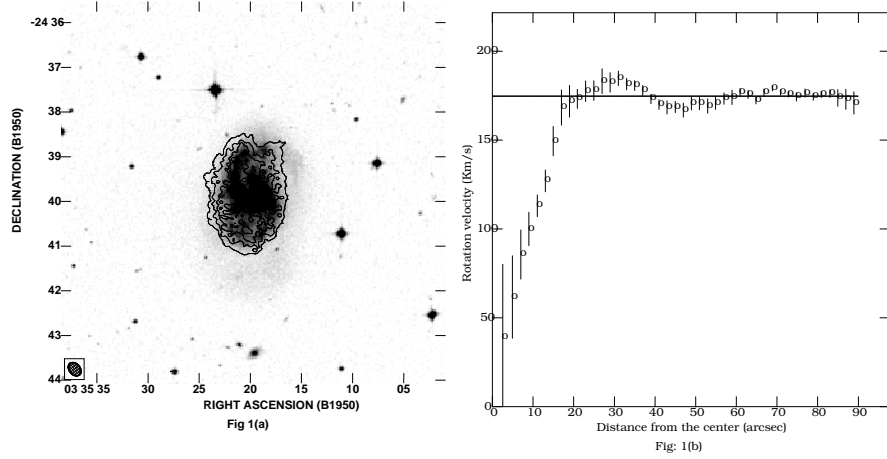 -24 36
37
38
39
40
41
42
43
44
DECLINATION (B1950)
03 35 35 30 25 20 15 10 05
RIGHT ASCENSION (B1950)
Fig 1(a)
200
150
100
50
0
Rotation velocity (Km/s)
0 10 20 30 40 50 60 70 80 90
Distance from the center (arcsec)
Fig: 1(b)